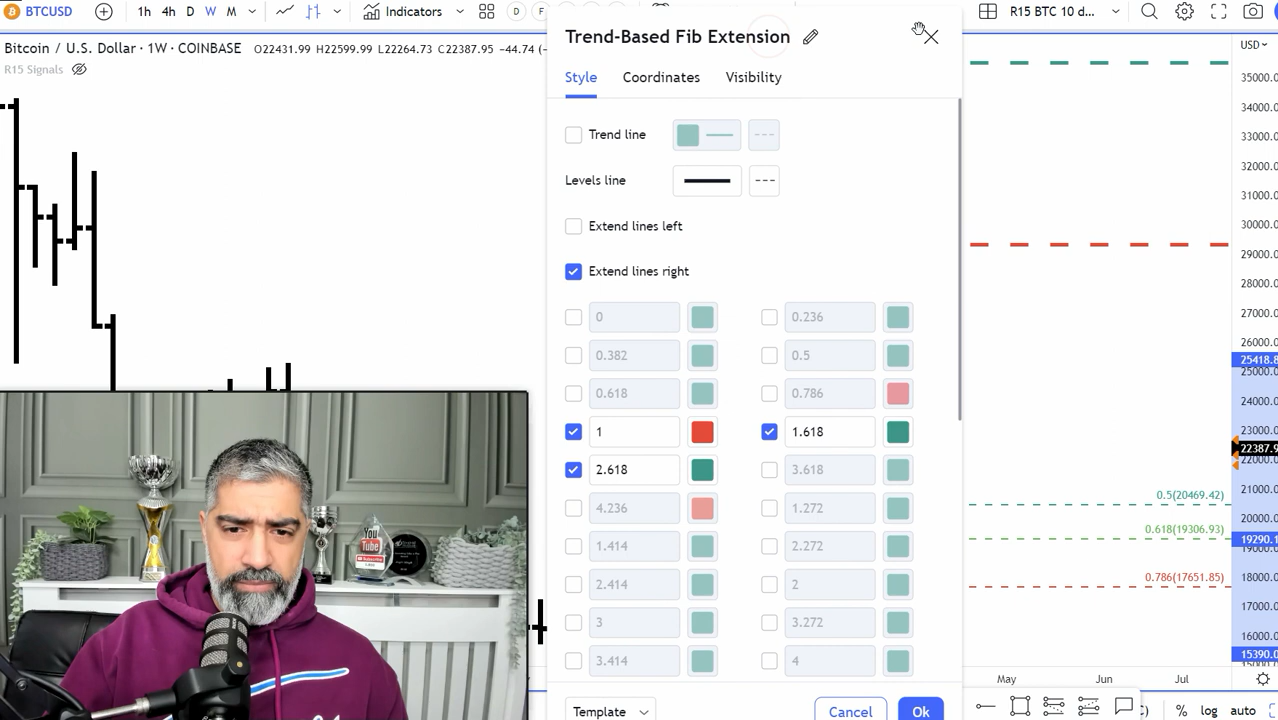 BTCUSD
1h 4h D W M
Indicators
D
R15 BTC 10 d...
Bitcoin / U.S. Dollar · 1W · COINBASE O22431.99 H22599.99 L22264.73 C22387.95 -44.74 (-
R15 Signals
Trend-Based Fib Extension
Style Coordinates Visibility
Trend line
Levels line
Extend lines left
Extend lines right
0 0.236
0.382 0.5
0.618 0.786
1 1.618
2.618 3.618
4.236 1.272
1.414 2.272
2.414 2
3 3.272
3.414 4
Template Cancel Ok
USD
35000.0
34000.0
33000.0
32000.0
31000.0
30000.0
29000.0
28000.0
27000.0
26000.0
25418.8
25000.0
24000.0
23000.0
22387.9
22000.0
21000.0
0.5(20469.42)
20000.0
0.618(19306.93)
19290.1
18000.0
0.786(17651.85)
17000.0
16000.0
15390.0
May Jun Jul
% log auto
You
Tube